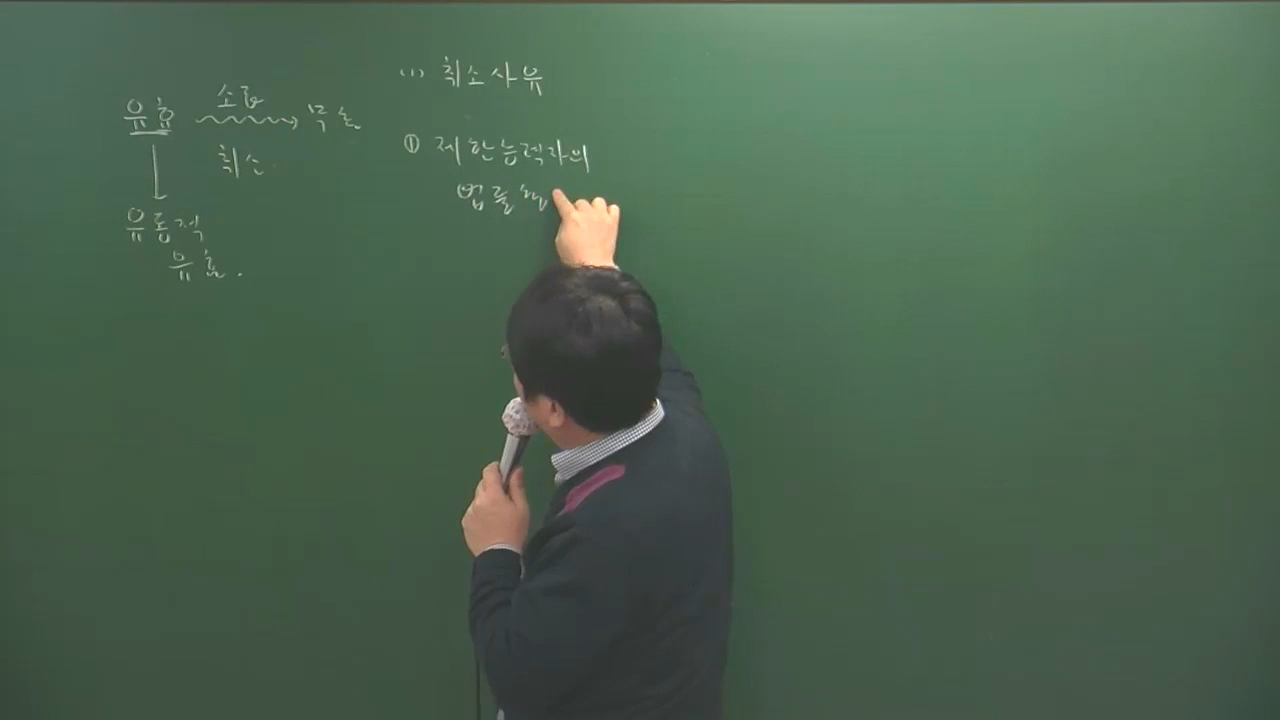 유효 소급 무효
취소
유동적
유효.
(1) 취소사유
① 제한능력자의
법률행